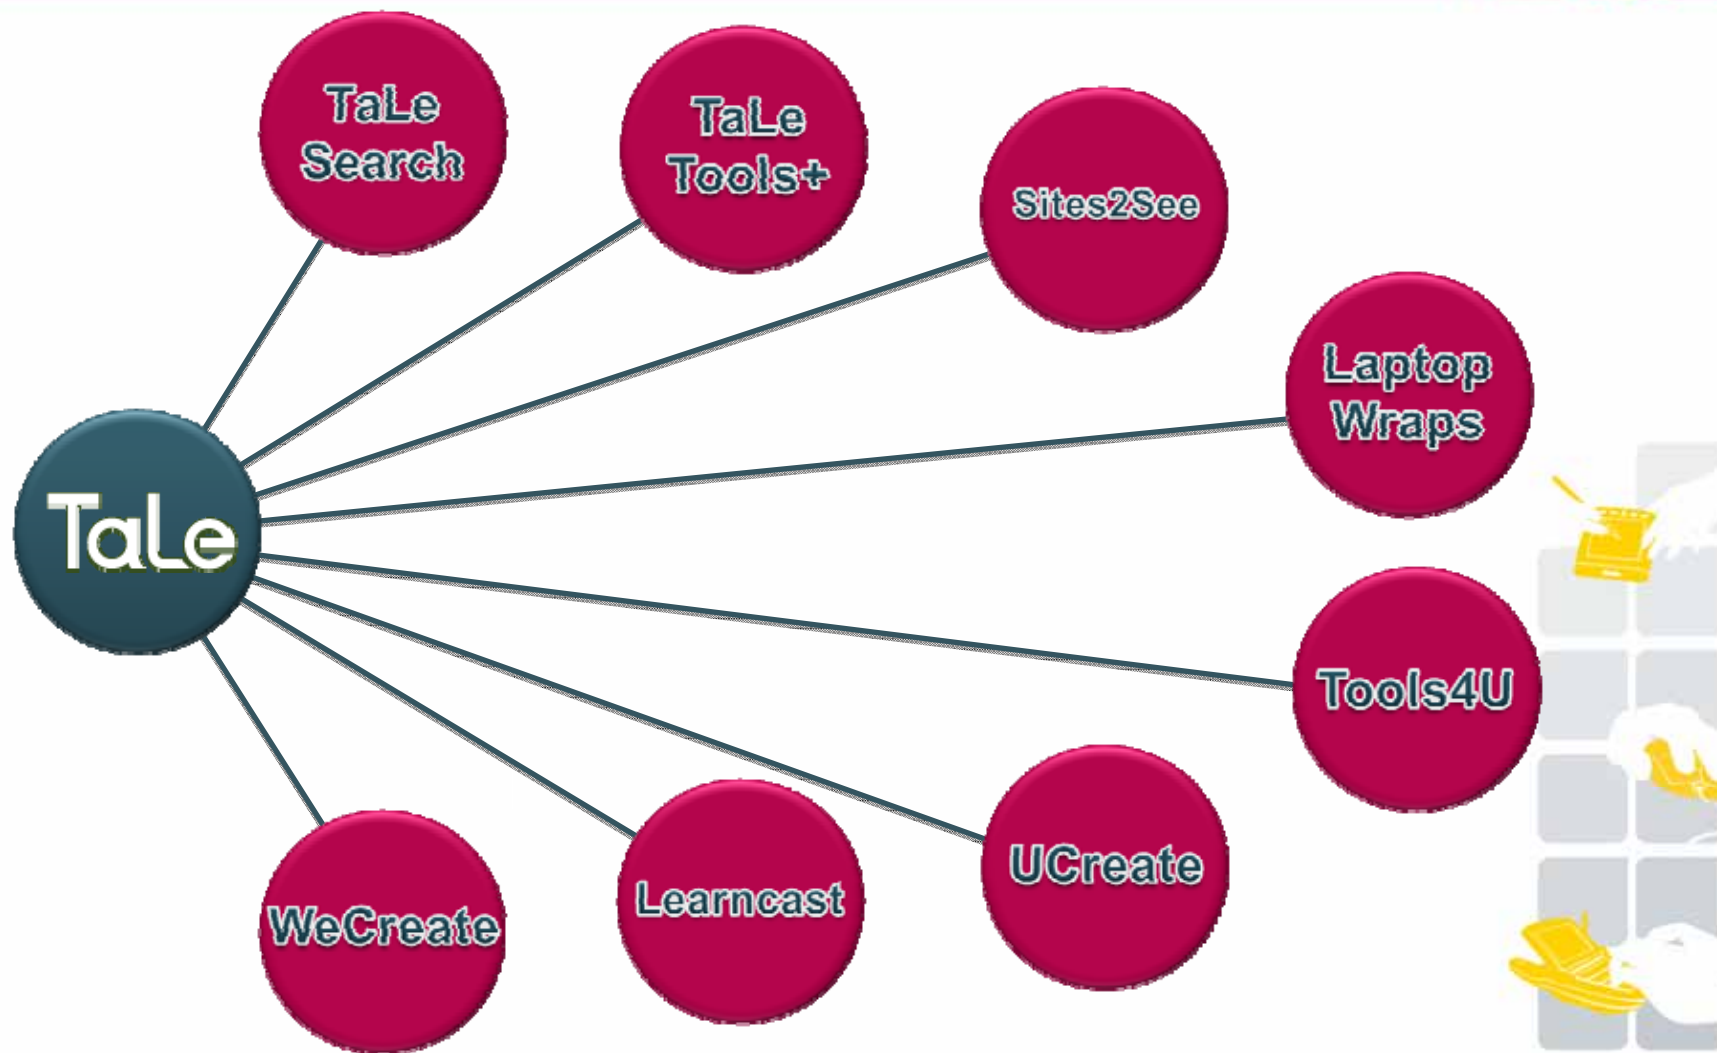 TaLe
Search
TaLe
Tools+
Sites2See
Laptop
Wraps
TaLe
Tools4U
UCreate
Learncast
WeCreate